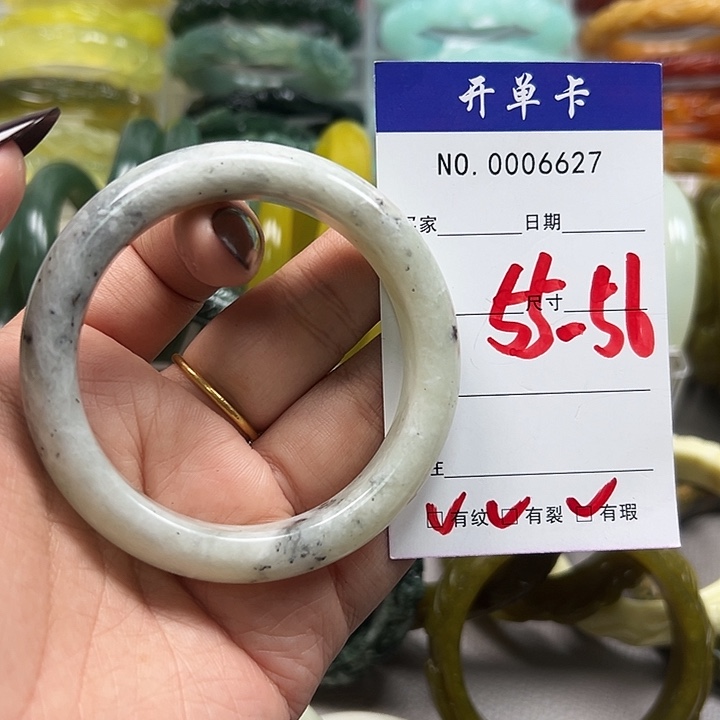 开单卡
NO. 0006627
家 日期
尺寸 55-56
有纹 有裂 有瑕